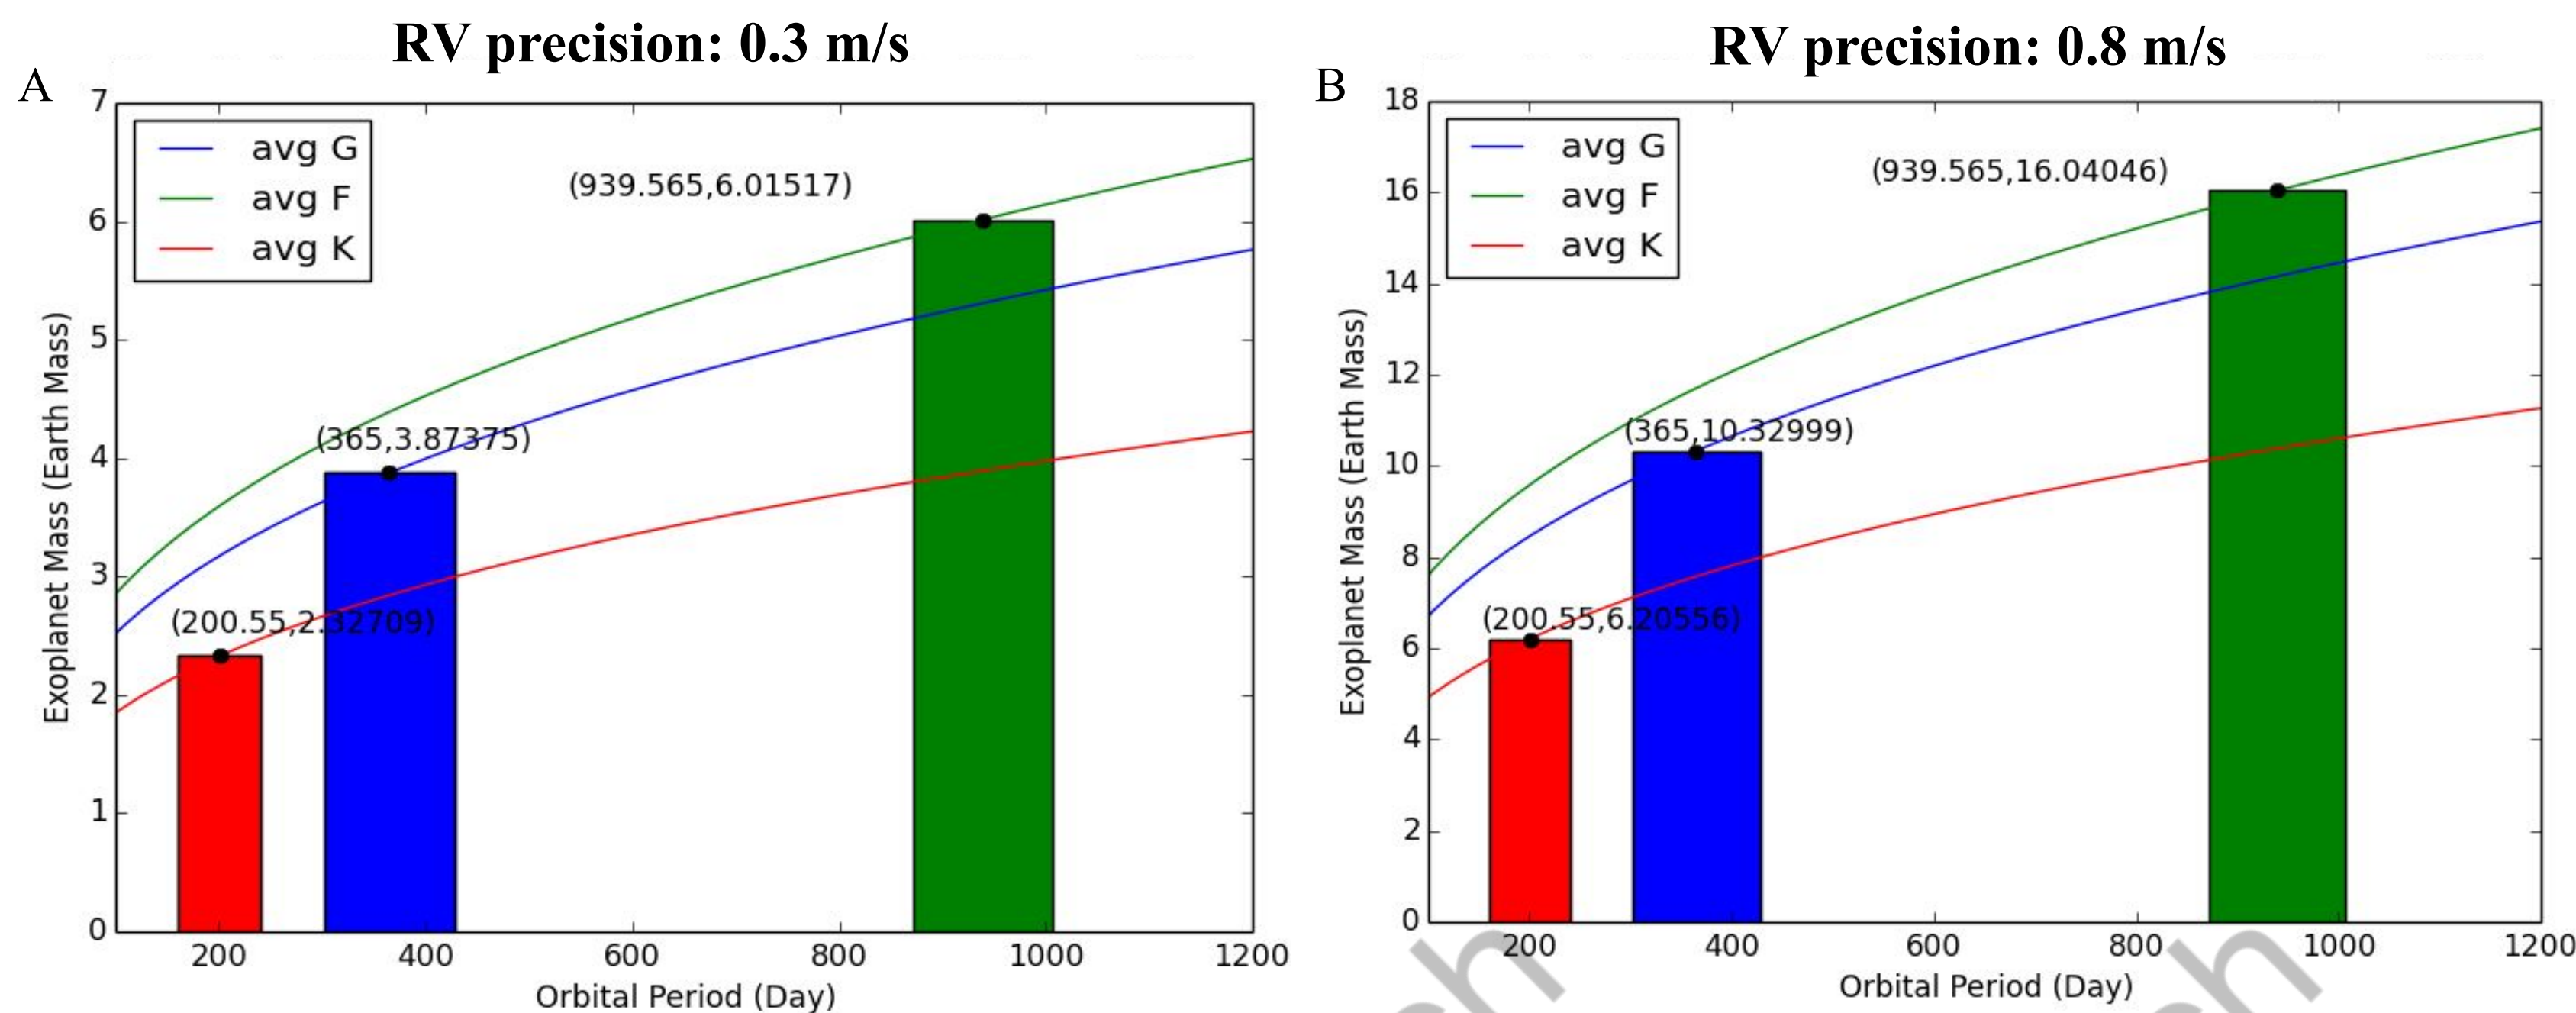 RV precision: 0.3 m/s
A
7
6
5
4
3
2
1
0
avg G
avg F
avg K
(939.565,6.01517)
(365,3.87375)
(200.55,2.32709)
Exoplanet Mass (Earth Mass)
200 400 600 800 1000 1200
Orbital Period (Day)
RV precision: 0.8 m/s
B
18
16
14
12
10
8
6
4
2
0
avg G
avg F
avg K
(939.565,16.04046)
(365,10.32999)
(200.55,6.20556)
Exoplanet Mass (Earth Mass)
200 400 600 800 1000 1200
Orbital Period (Day)